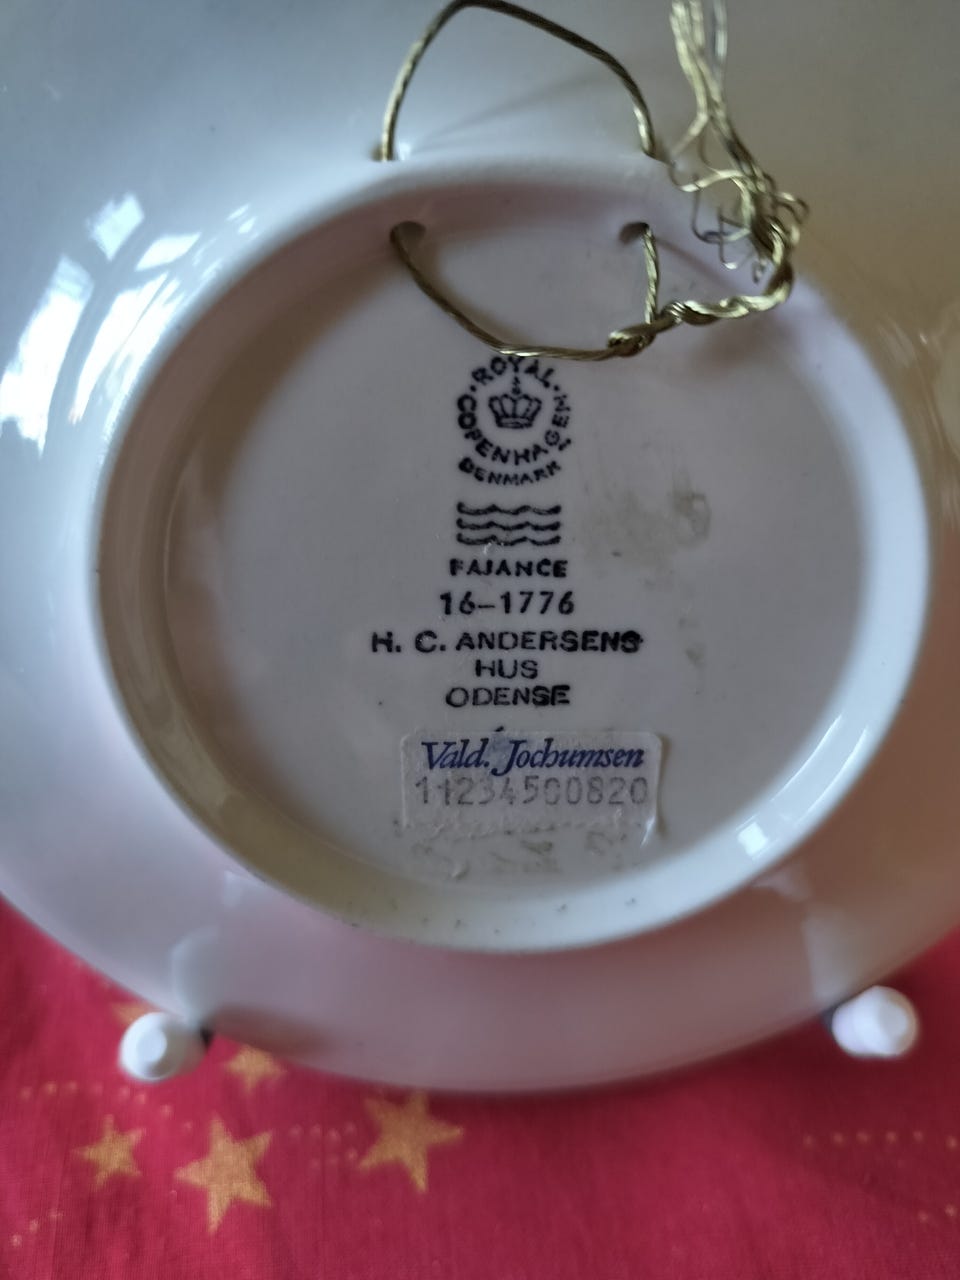 ROYAL COPENHAGEN
DENMARK
FAJANCE
16-1776
H. C. ANDERSENS
HUS
ODENSE
Vald. Jochumsen
11234500820